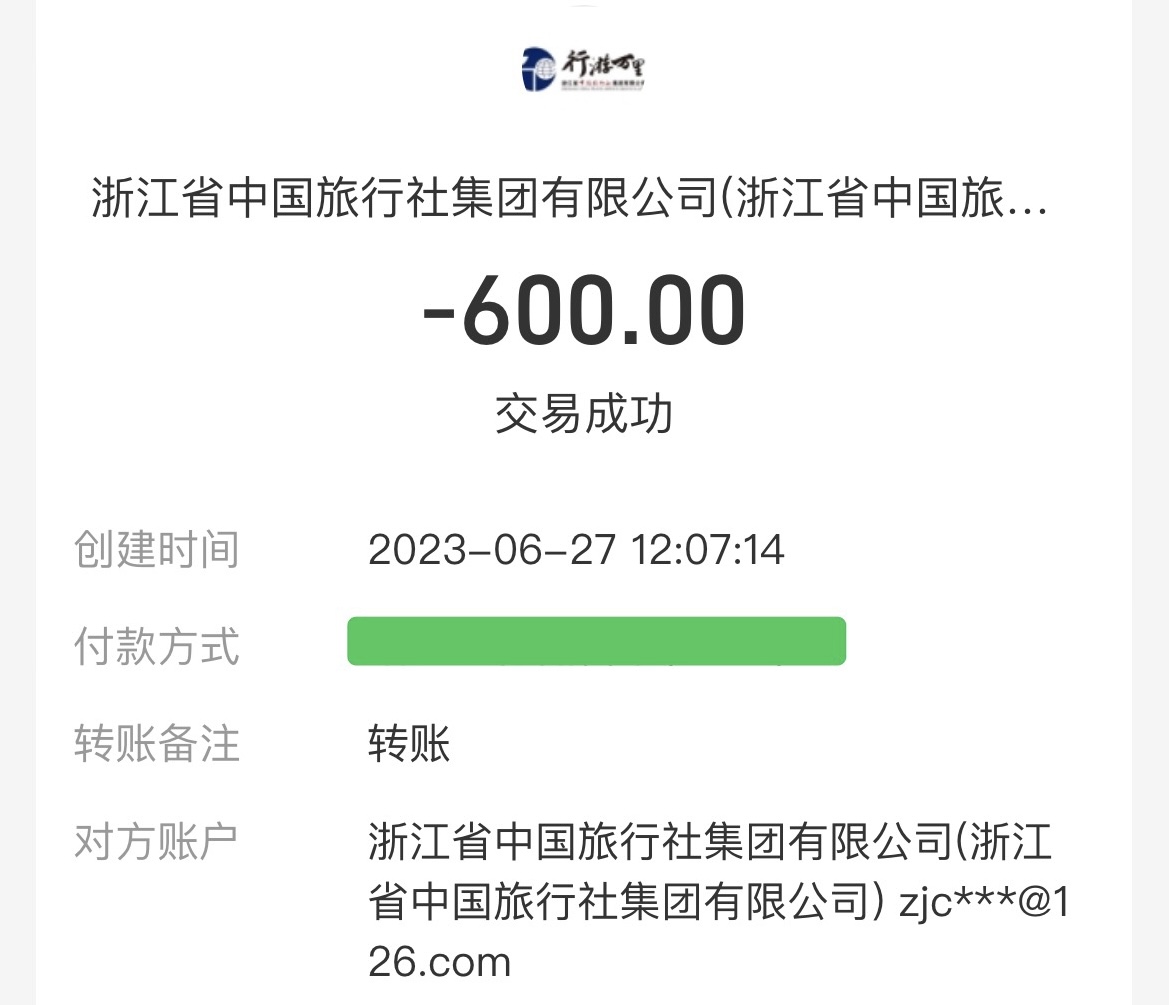 行游万里
浙江省中国旅行社集团有限公司(浙江省中国旅...
-600.00
交易成功
创建时间 2023-06-27 12:07:14
付款方式
转账备注 转账
对方账户 浙江省中国旅行社集团有限公司(浙江
省中国旅行社集团有限公司) zjc***@1
26.com